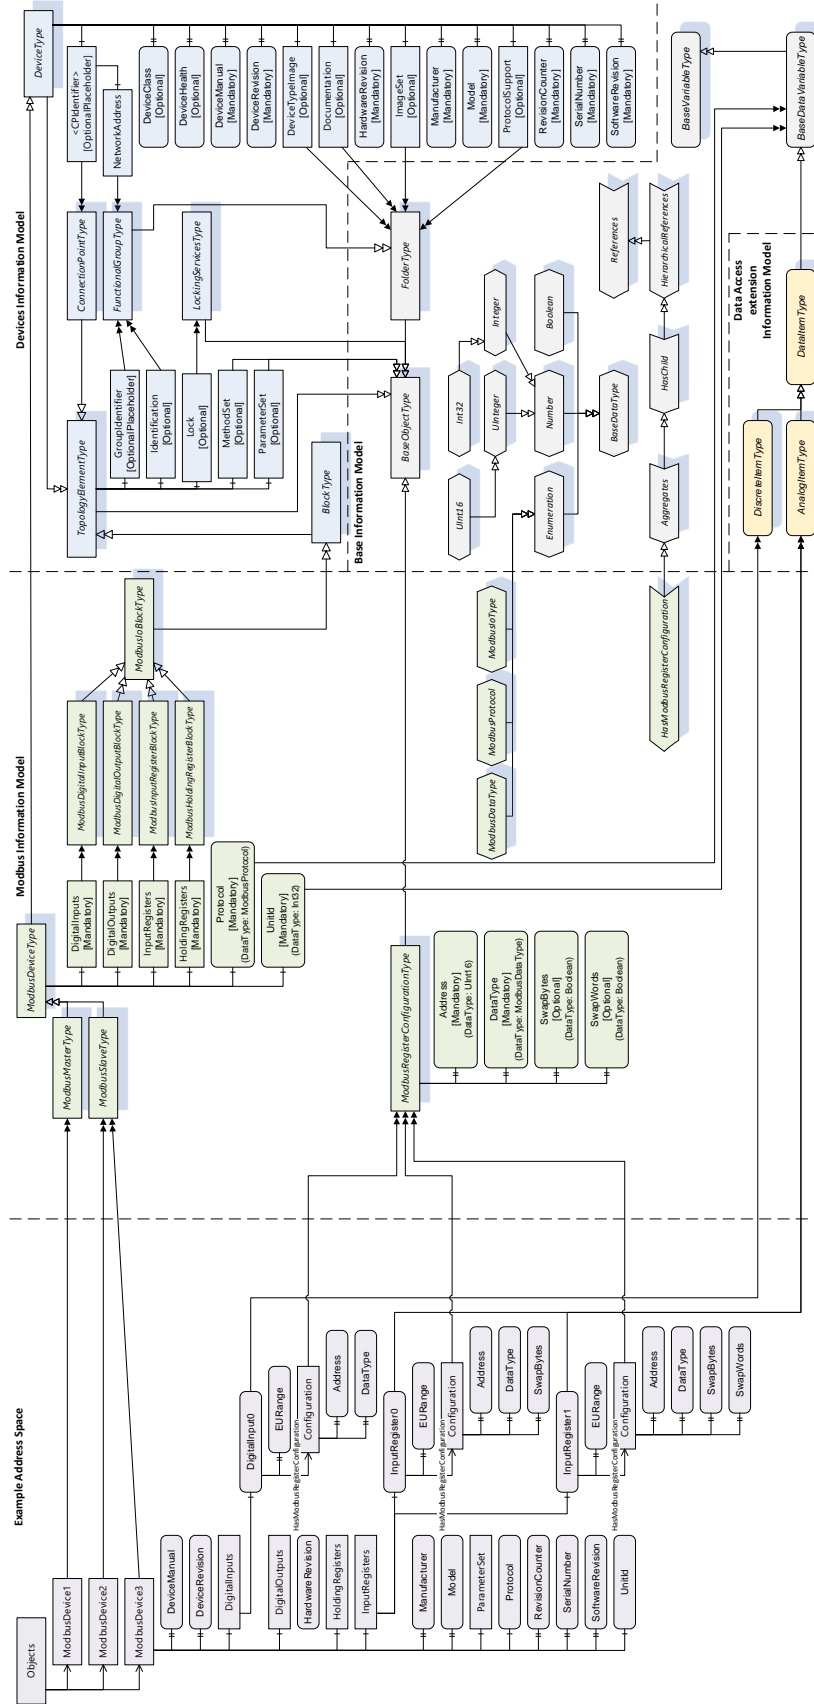 Example Address Space
Objects
ModbusDevice1
ModbusDevice2
ModbusDevice3
DeviceManual
DeviceRevision
DigitalInputs
DigitalOutputs
HardwareRevision
HoldingRegisters
InputRegisters
Manufacturer
Model
ParameterSet
Protocol
RevisionCounter
SerialNumber
SoftwareRevision
UnitId
DigitalInput0
EURange
HasModbusRegisterConfiguration
Configuration
Address
DataType
InputRegister0
EURange
HasModbusRegisterConfiguration
Configuration
Address
DataType
SwapBytes
InputRegister1
EURange
HasModbusRegisterConfiguration
Configuration
Address
DataType
SwapBytes
SwapWords
Modbus Information Model
ModbusDeviceType
ModbusMasterType
ModbusSlaveType
DigitalInputs
[Mandatory]
DigitalOutputs
[Mandatory]
InputRegisters
[Mandatory]
HoldingRegisters
[Mandatory]
Protocol
[Mandatory]
(DataType: ModbusProtocol)
UnitId
[Mandatory]
(DataType: Int32)
ModbusDigitalInputBlockType
ModbusDigitalOutputBlockType
ModbusInputRegisterBlockType
ModbusHoldingRegisterBlockType
ModbusIoBlockType
ModbusRegisterConfigurationType
Address
[Mandatory]
(DataType: UInt16)
DataType
[Mandatory]
(DataType: ModbusDataType)
SwapBytes
[Optional]
(DataType: Boolean)
SwapWords
[Optional]
(DataType: Boolean)
ModbusDataType
ModbusProtocol
ModbusIoType
HasModbusRegisterConfiguration
Devices Information Model
DeviceType
<CPIdentifier>
[OptionalPlaceholder]
NetworkAddress
DeviceClass
[Optional]
DeviceHealth
[Optional]
DeviceManual
[Mandatory]
DeviceRevision
[Mandatory]
DeviceTypeImage
[Optional]
Documentation
[Optional]
HardwareRevision
[Mandatory]
ImageSet
[Optional]
Manufacturer
[Mandatory]
Model
[Mandatory]
ProtocolSupport
[Optional]
RevisionCounter
[Mandatory]
SerialNumber
[Mandatory]
SoftwareRevision
[Mandatory]
ConnectionPointType
FunctionalGroupType
LockingServicesType
TopologyElementType
GroupIdentifier
[OptionalPlaceholder]
Identification
[Optional]
Lock
[Optional]
MethodSet
[Optional]
ParameterSet
[Optional]
BlockType
Base Information Model
FolderType
BaseObjectType
UInt16
Int32
UInteger
Integer
Enumeration
Number
Boolean
BaseDataType
Aggregates
HasChild
HierarchicalReferences
References
BaseVariableType
BaseDataVariableType
Data Access
extension
Information Model
DiscreteItemType
AnalogItemType
DataItemType